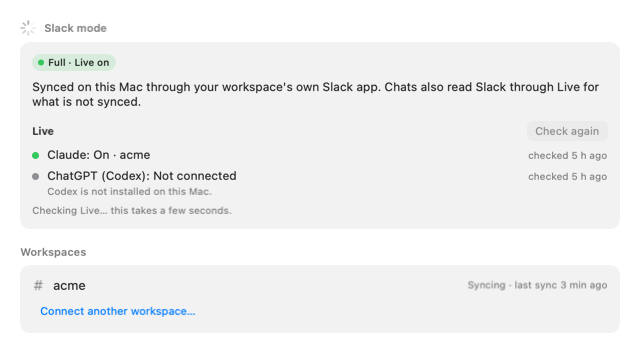 Slack mode
Full · Live on
Synced on this Mac through your workspace's own Slack app. Chats also read Slack through Live for
what is not synced.
Live
Check again
Claude: On · acme
checked 5 h ago
ChatGPT (Codex): Not connected
checked 5 h ago
Codex is not installed on this Mac.
Checking Live... this takes a few seconds.
Workspaces
# acme
Syncing · last sync 3 min ago
Connect another workspace...